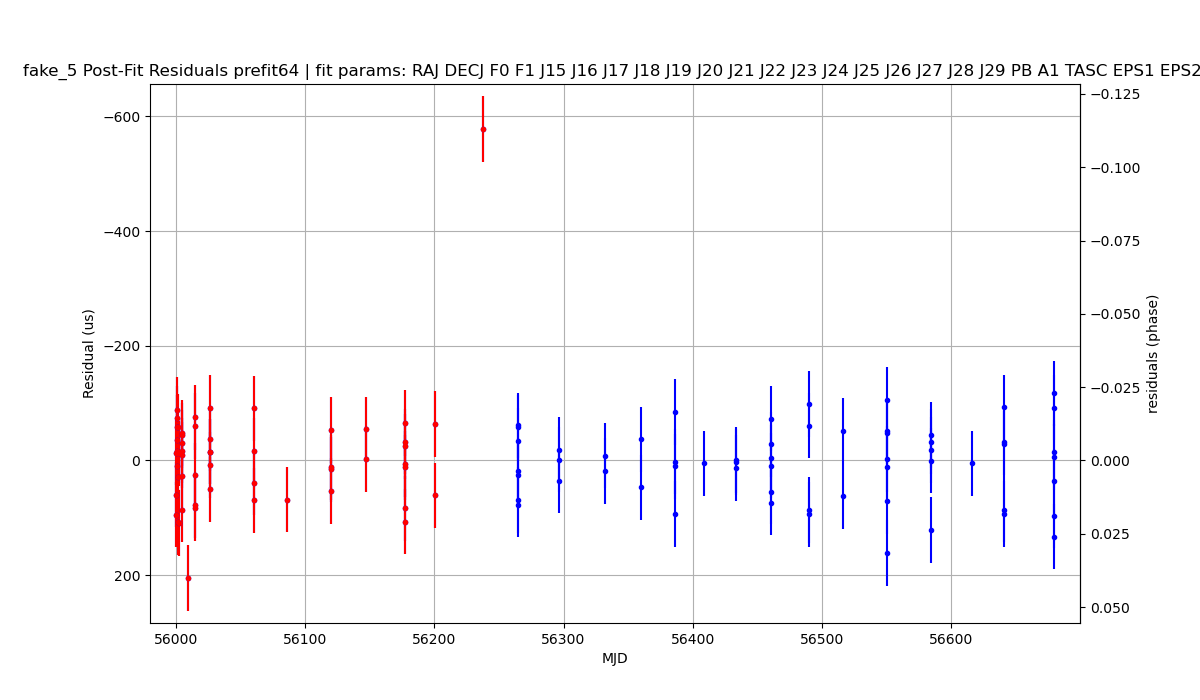 fake_5 Post-Fit Residuals prefit64 | fit params: RAJ DECJ F0 F1 J15 J16 J17 J18 J19 J20 J21 J22 J23 J24 J25 J26 J27 J28 J29 PB A1 TASC EPS1 EPS2
−600
−400
−200
0
200
Residual (us)
−0.125
−0.100
−0.075
−0.050
−0.025
0.000
0.025
0.050
residuals (phase)
56000 56100 56200 56300 56400 56500 56600
MJD